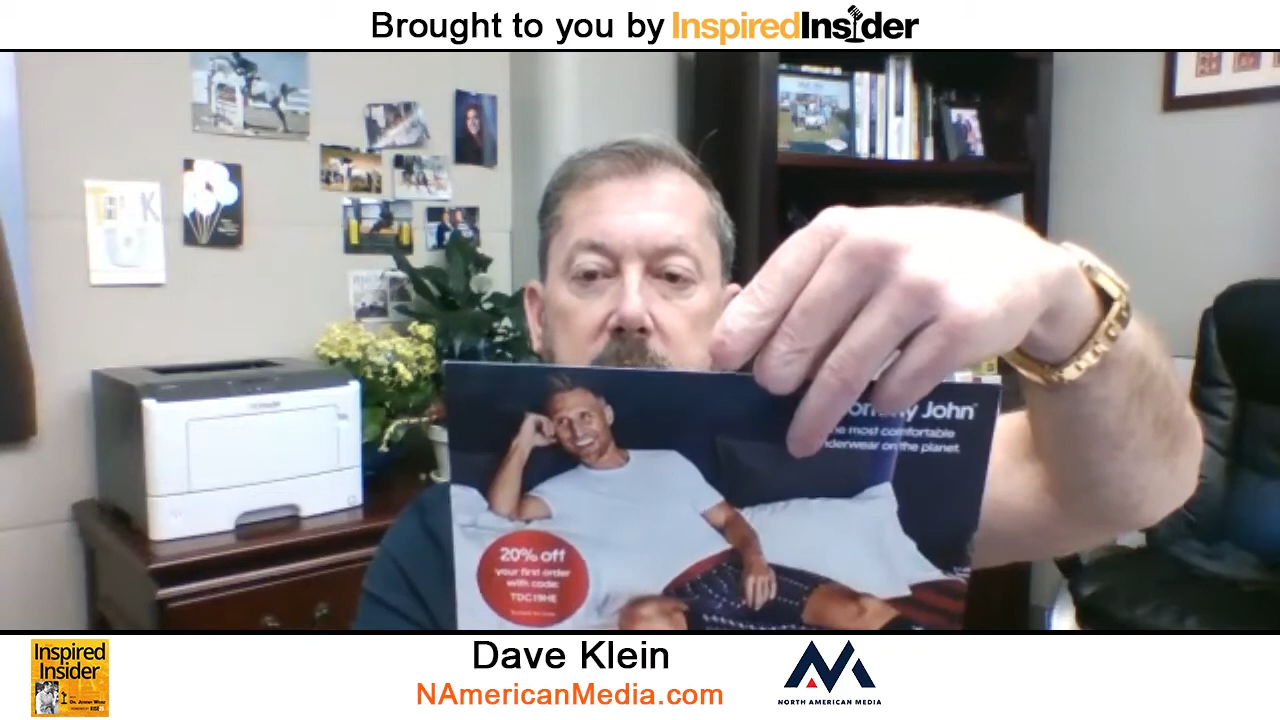 Brought to you by InspiredInsider
THINK
John
most comfortable
on the planet
20% off
your first order
with code:
Dave Klein
NAmericanMedia.com
NORTH AMERICAN MEDIA
Inspired
Insider